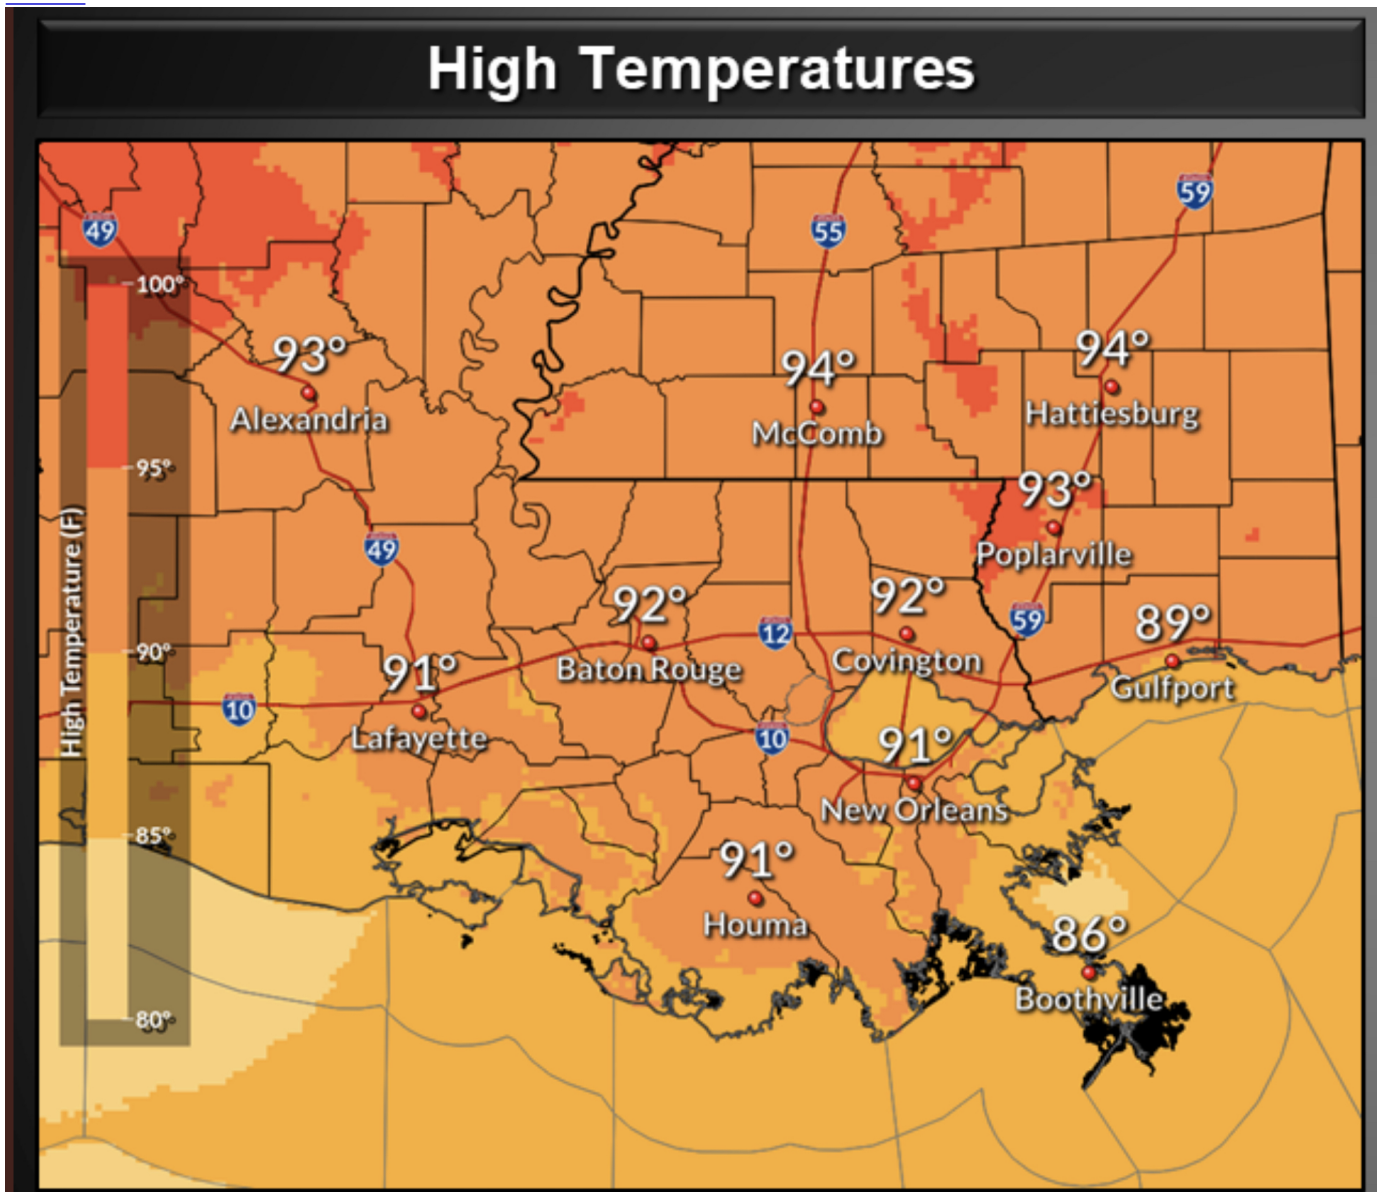 High Temperatures
49
55
59
100°
93°
Alexandria
94°
McComb
94°
Hattiesburg
95°
93°
Poplarville
High Temperature (F)
49
92°
Baton Rouge
12
92°
Covington
59
89°
Gulfport
90°
91°
Lafayette
10
10
91°
New Orleans
85°
91°
Houma
86°
Boothville
80°